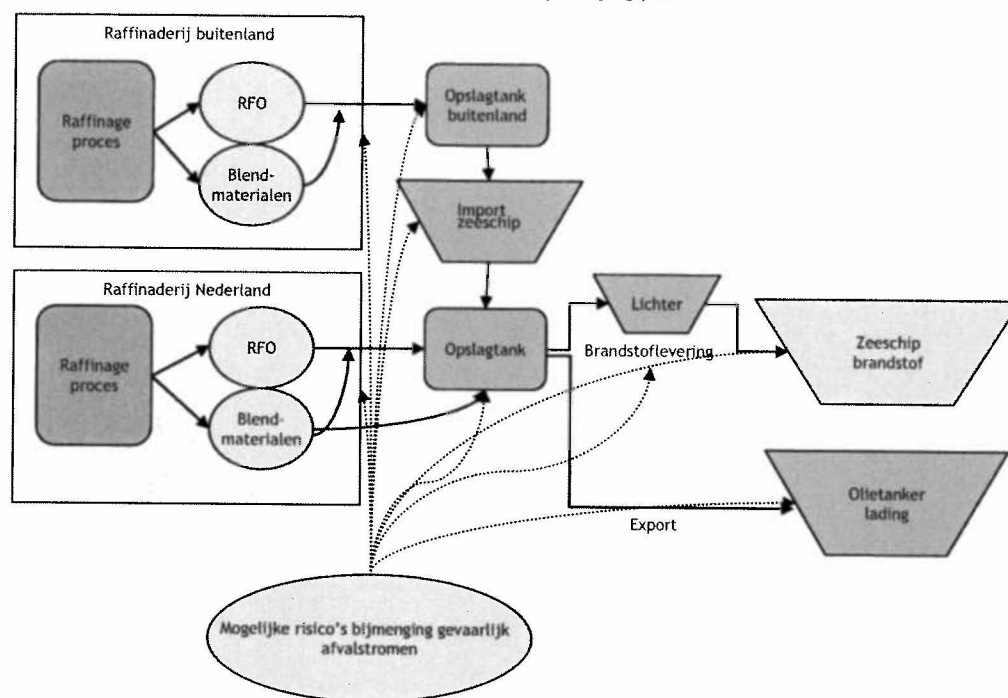 Raffinaderij buitenland
Raffinage
proces
RFO
Blend-
materialen
Opslagtank
buitenland
Import
zeeschip
Raffinaderij Nederland
Raffinage
proces
RFO
Blend-
materialen
Opslagtank
Lichter
Brandstoflevering
Zeeschip
brandstof
Olietanker
lading
Export
Mogelijke risico's bijmenging gevaarlijk
afvalstromen